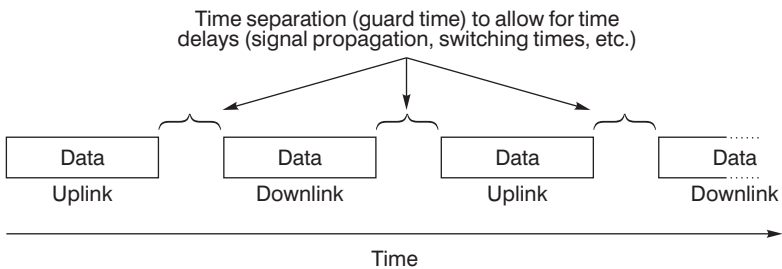 Time separation (guard time) to allow for time
delays (signal propagation, switching times, etc.)
Data
Data
Data
Data
Uplink
Downlink
Uplink
Downlink
Time